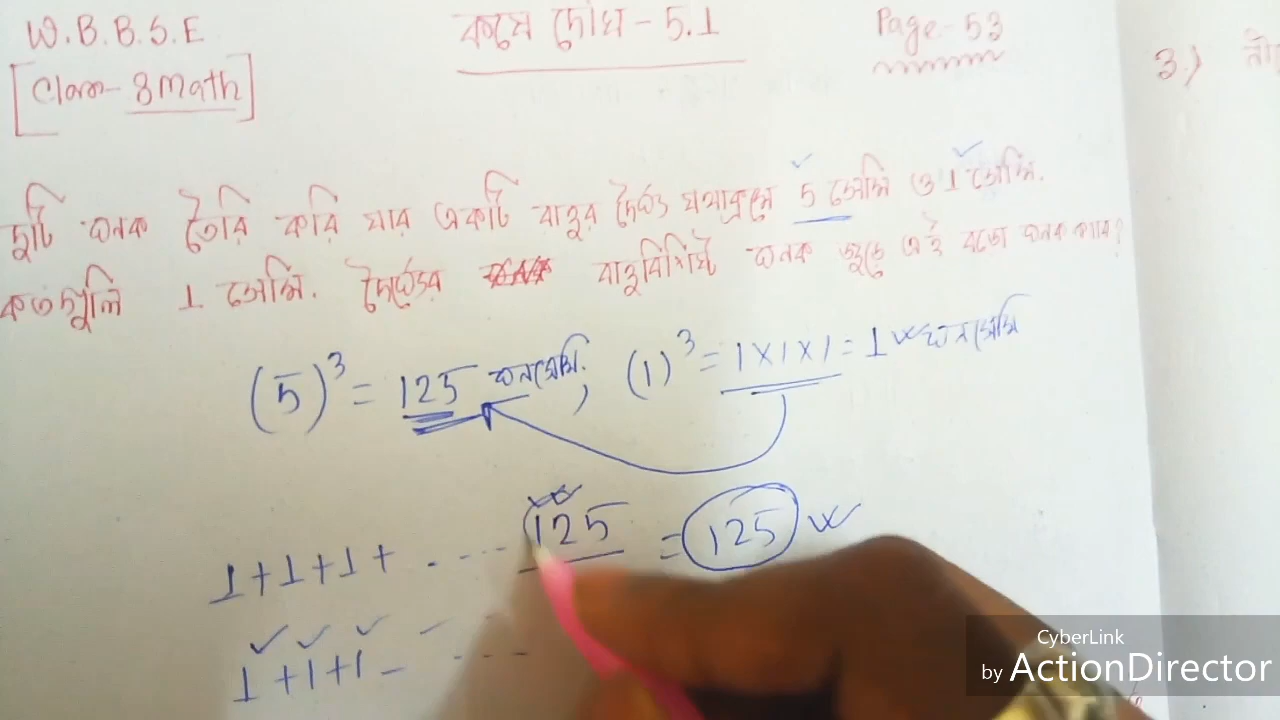 W.B.B.S.E
কষে দেখি - 5.1
Page - 53
[Class - 8 Math]
3.)
দুটি ঘনক তৈরি করি যার একটি বাহুর দৈর্ঘ্য যথাক্রমে 5 সেমি ও 1 সেমি.
কতগুলি 1 সেমি. দৈর্ঘ্যের বাহুবিশিষ্ট ঘনক জুড়ে এই বড়ো ঘনক পাবে?
(5)³ = 125 ঘনসেমি, (1)³ = 1×1×1 = 1 ঘনসেমি
1+1+1+ . ---- 125 = 125
1+1+1 - - ---
CyberLink
by ActionDirector